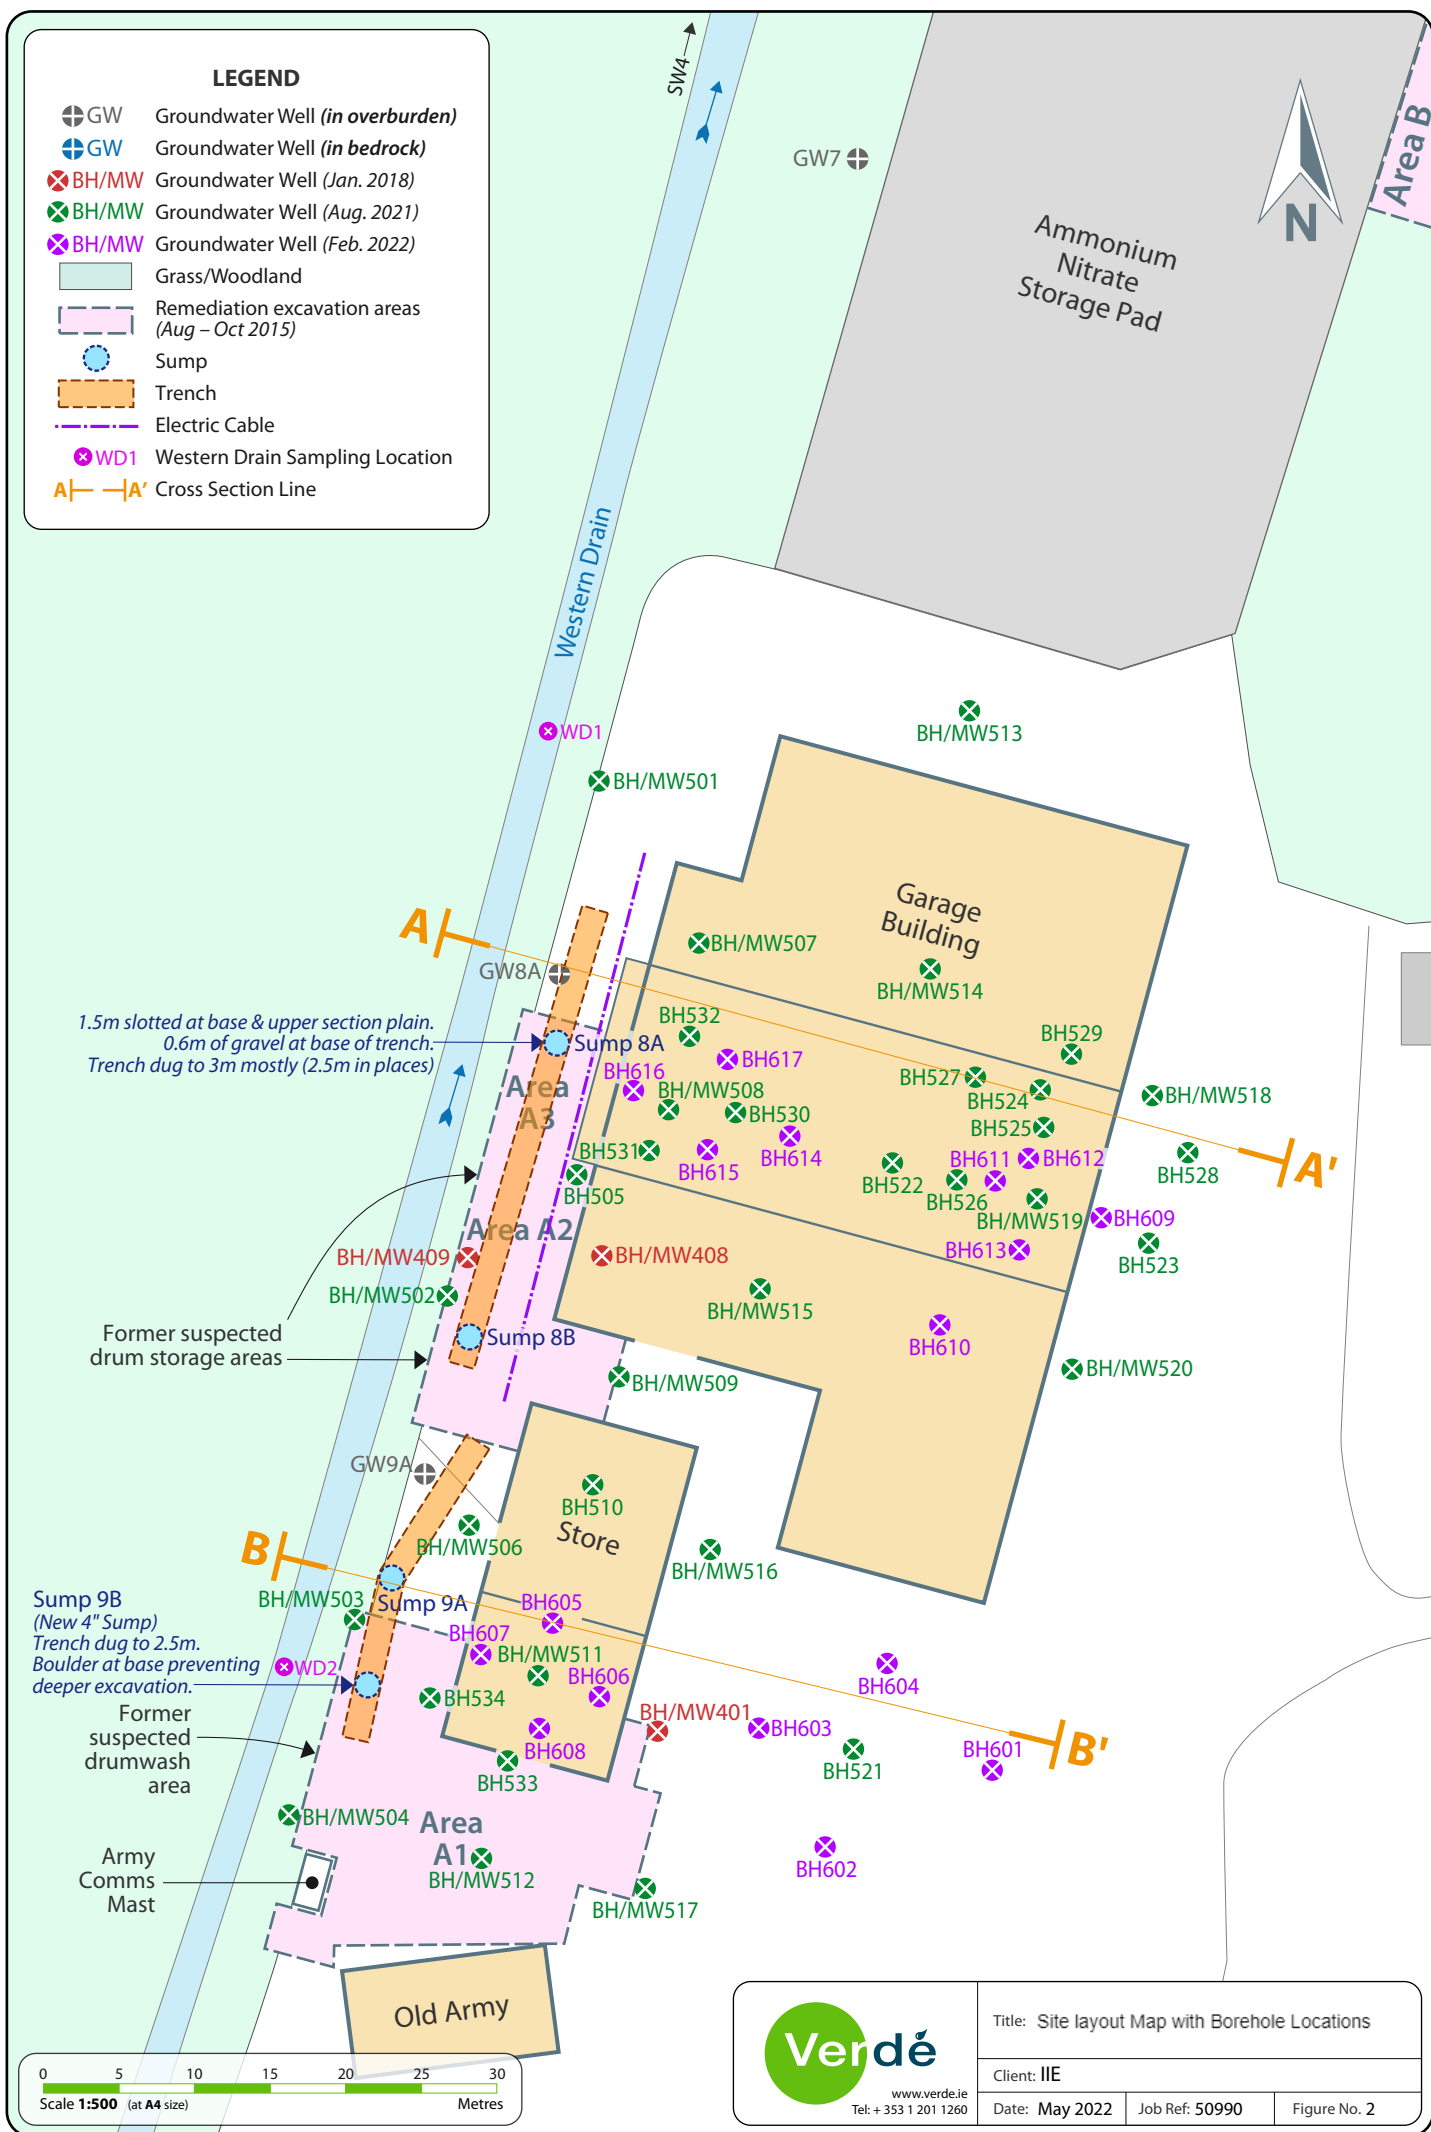 LEGEND
GW Groundwater Well (in overburden)
GW Groundwater Well (in bedrock)
BH/MW Groundwater Well (Jan. 2018)
BH/MW Groundwater Well (Aug. 2021)
BH/MW Groundwater Well (Feb. 2022)
Grass/Woodland
Remediation excavation areas
(Aug – Oct 2015)
Sump
Trench
Electric Cable
WD1 Western Drain Sampling Location
A A' Cross Section Line
SW4
GW7
Area B
N
Ammonium
Nitrate
Storage Pad
Western Drain
WD1
BH/MW513
BH/MW501
A
Garage
Building
BH/MW507
GW8A
BH/MW514
1.5m slotted at base & upper section plain.
0.6m of gravel at base of trench.
Trench dug to 3m mostly (2.5m in places)
Sump 8A
BH532
BH529
BH617
BH616
BH527
BH524
Area
A3
BH/MW508
BH530
BH/MW518
BH525
BH531
BH615
BH614
BH522
BH611
BH612
BH528
A'
BH505
BH526
BH/MW519
BH609
Area A2
BH613
BH523
BH/MW409
BH/MW408
BH/MW502
BH/MW515
Former suspected
drum storage areas
Sump 8B
BH610
BH/MW509
BH/MW520
GW9A
BH510
Store
BH/MW506
B
BH/MW516
BH/MW503
Sump 9A
BH605
Sump 9B
(New 4" Sump)
Trench dug to 2.5m.
Boulder at base preventing
deeper excavation.
BH607
BH/MW511
WD2
BH606
BH604
BH534
Former
suspected
drumwash
area
BH/MW401
BH603
BH608
B'
BH601
BH533
BH521
BH/MW504
Area
A1
BH602
Army
Comms
Mast
BH/MW512
BH/MW517
Old Army
0 5 10 15 20 25 30
Scale 1:500 (at A4 size) Metres
Verdé
www.verde.ie
Tel: + 353 1 201 1260
Title: Site layout Map with Borehole Locations
Client: IIE
Date: May 2022 Job Ref: 50990 Figure No. 2